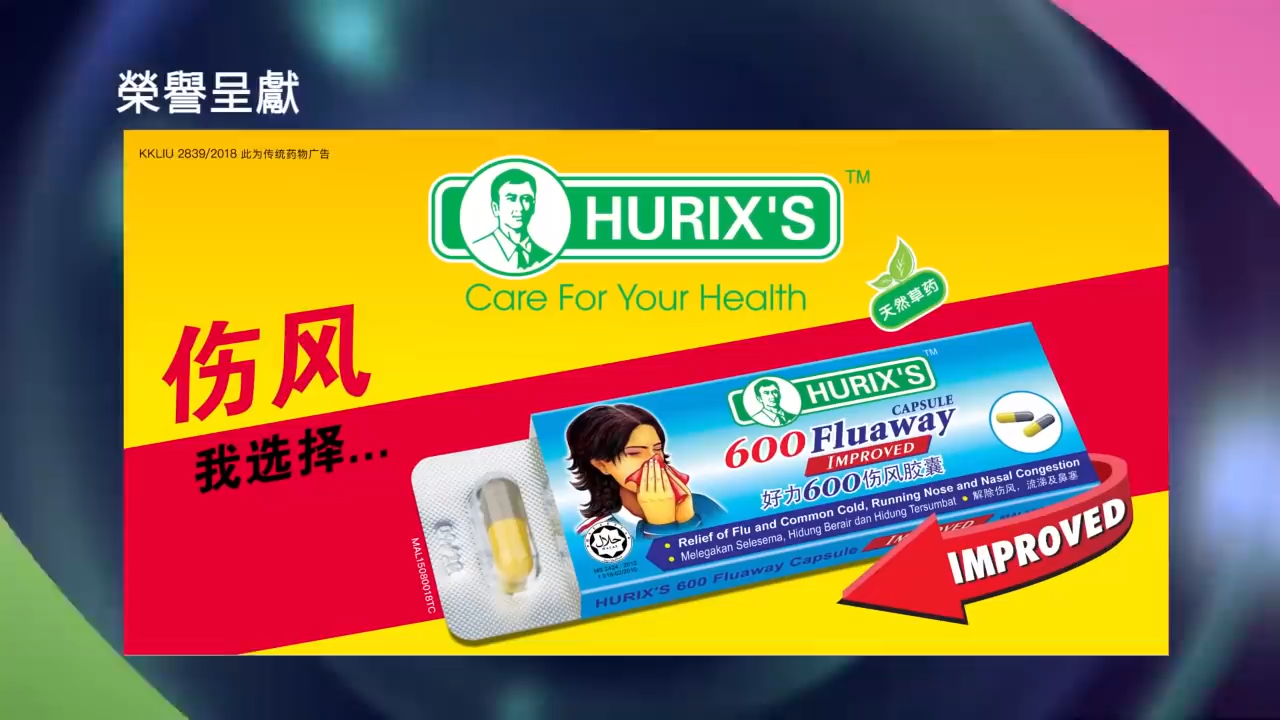 榮譽呈獻
KKLIU 2839/2018 此为传统药物广告
HURIX'S TM
Care For Your Health
天然草药
伤风
我选择...
HURIX'S TM
CAPSULE
600 Fluaway
IMPROVED
好力600伤风胶囊
• Relief of Flu and Common Cold, Running Nose and Nasal Congestion
• Melegakan Selesema, Hidung Berair dan Hidung Tersumbat • 解除伤风，流涕及鼻塞
HURIX'S 600 Fluaway Capsule IMPROVED
IMPROVED
MAL15080018TC
HALAL